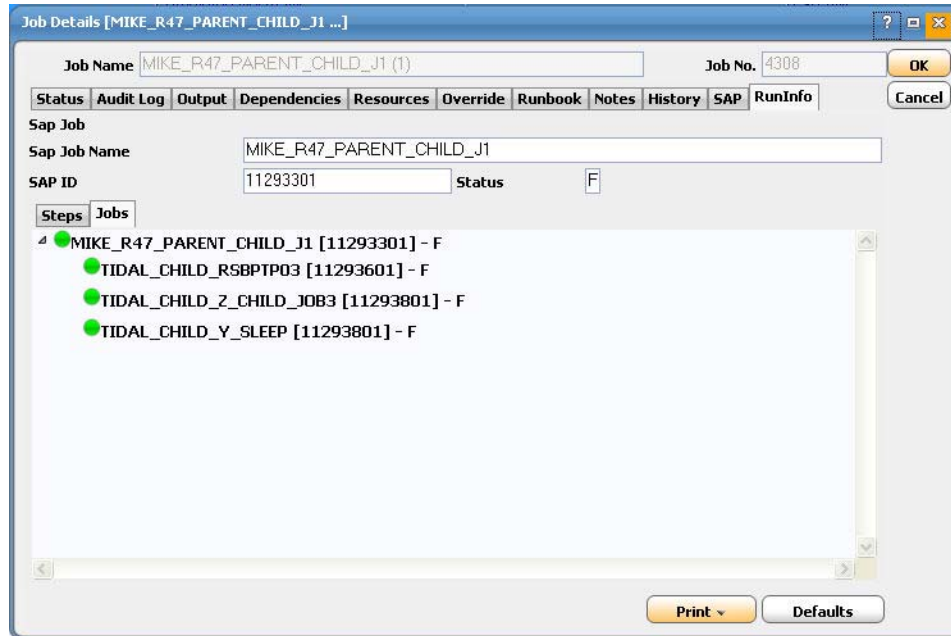 Job Details [MIKE_R47_PARENT_CHILD_J1 ...]
?
Job Name MIKE_R47_PARENT_CHILD_J1 (1) Job No. 4308 OK
Status Audit Log Output Dependencies Resources Override Runbook Notes History SAP RunInfo Cancel
Sap Job
Sap Job Name MIKE_R47_PARENT_CHILD_J1
SAP ID 11293301 Status F
Steps Jobs
MIKE_R47_PARENT_CHILD_J1 [11293301] - F
TIDAL_CHILD_RSBPTP03 [11293601] - F
TIDAL_CHILD_Z_CHILD_JOB3 [11293801] - F
TIDAL_CHILD_Y_SLEEP [11293801] - F
Print Defaults